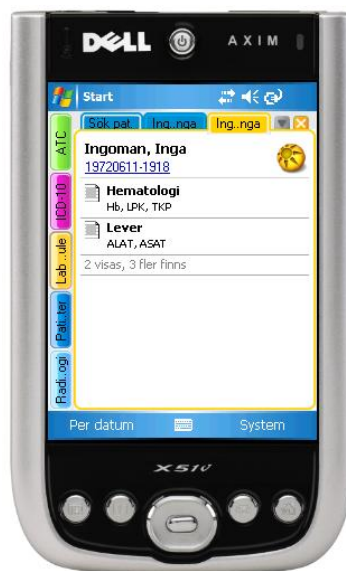 DELL
AXIM
Start
Sök pat.
Ing..nga
Ing..nga
ATC
ICD-10
Lab..ule
Pati..ter
Radi..ogi
Ingoman, Inga
19720611-1918
Hematologi
Hb, LPK, TKP
Lever
ALAT, ASAT
2 visas, 3 fler finns
Per datum
System
X51v